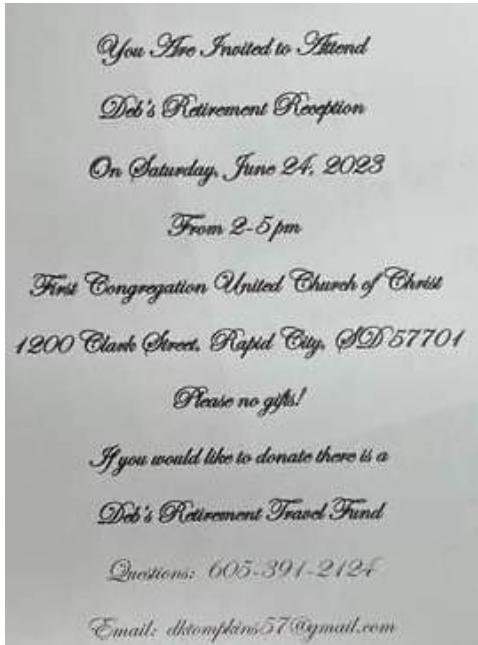 You Are Invited to Attend
Deb's Retirement Reception
On Saturday, June 24, 2023
From 2-5 pm
First Congregation United Church of Christ
1200 Clark Street, Rapid City, SD 57701
Please no gifts!
If you would like to donate there is a
Deb's Retirement Travel Fund
Questions: 605-391-2124
Email: dktompkins57@gmail.com